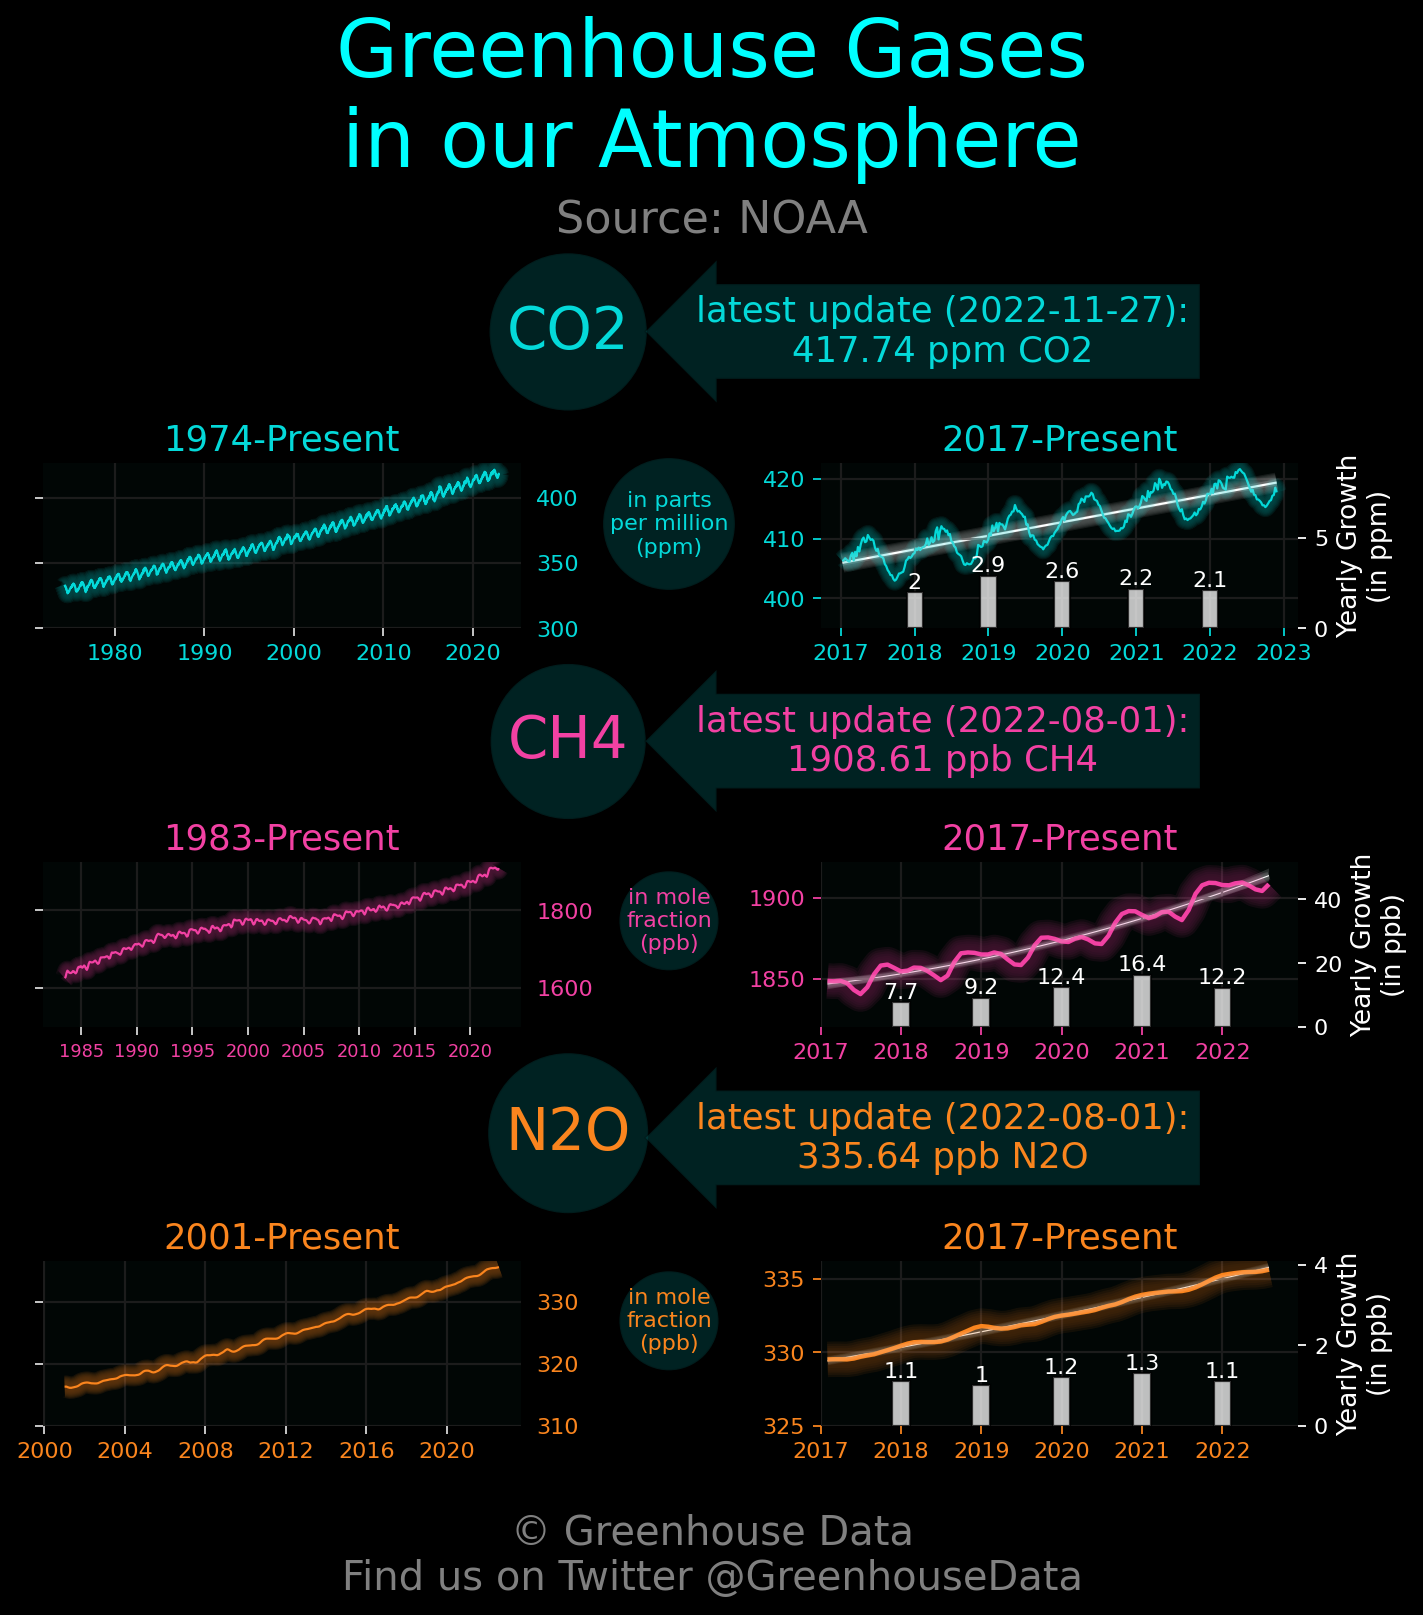 Greenhouse Gases
in our Atmosphere
Source: NOAA
CO2
latest update (2022-11-27):
417.74 ppm CO2
1974-Present
400
350
300
1980 1990 2000 2010 2020
in parts
per million
(ppm)
2017-Present
420
410
400
2 2.9 2.6 2.2 2.1
5
0
Yearly Growth
(in ppm)
2017 2018 2019 2020 2021 2022 2023
CH4
latest update (2022-08-01):
1908.61 ppb CH4
1983-Present
1800
1600
1985 1990 1995 2000 2005 2010 2015 2020
in mole
fraction
(ppb)
2017-Present
1900
1850
7.7 9.2 12.4 16.4 12.2
40
20
0
Yearly Growth
(in ppb)
2017 2018 2019 2020 2021 2022
N2O
latest update (2022-08-01):
335.64 ppb N2O
2001-Present
330
320
310
2000 2004 2008 2012 2016 2020
in mole
fraction
(ppb)
2017-Present
335
330
325
1.1 1 1.2 1.3 1.1
4
2
0
Yearly Growth
(in ppb)
2017 2018 2019 2020 2021 2022
© Greenhouse Data
Find us on Twitter @GreenhouseData